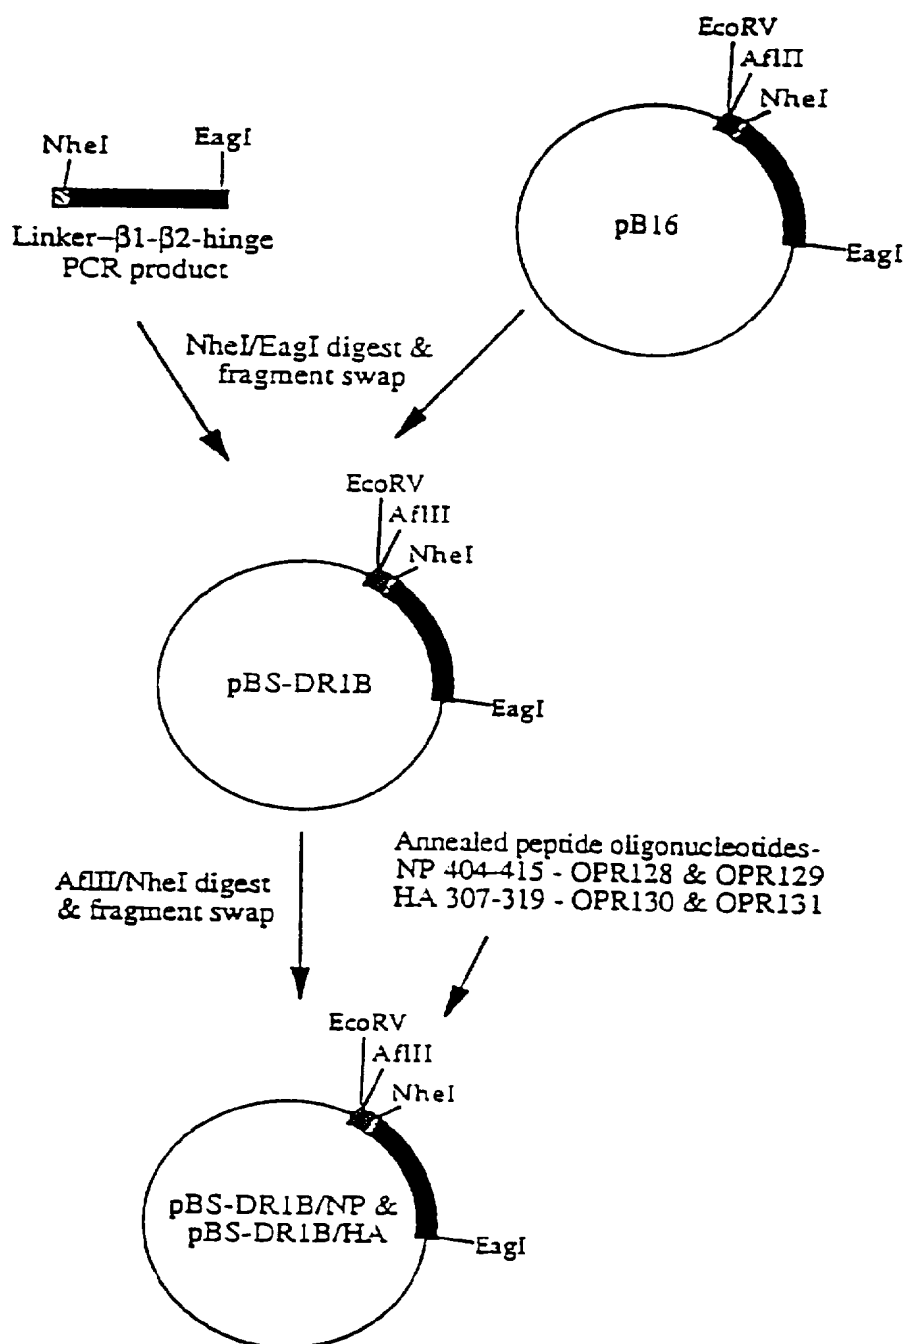 EcoRV
AflII
NheI
pB16
EagI
NheI
EagI
Linker–β1-β2-hinge
PCR product
NheI/EagI digest &
fragment swap
EcoRV
AflII
NheI
pBS-DR1B
EagI
AflII/NheI digest
& fragment swap
Annealed peptide oligonucleotides-
NP 404-415 - OPR128 & OPR129
HA 307-319 - OPR130 & OPR131
EcoRV
AflII
NheI
pBS-DR1B/NP &
pBS-DR1B/HA
EagI